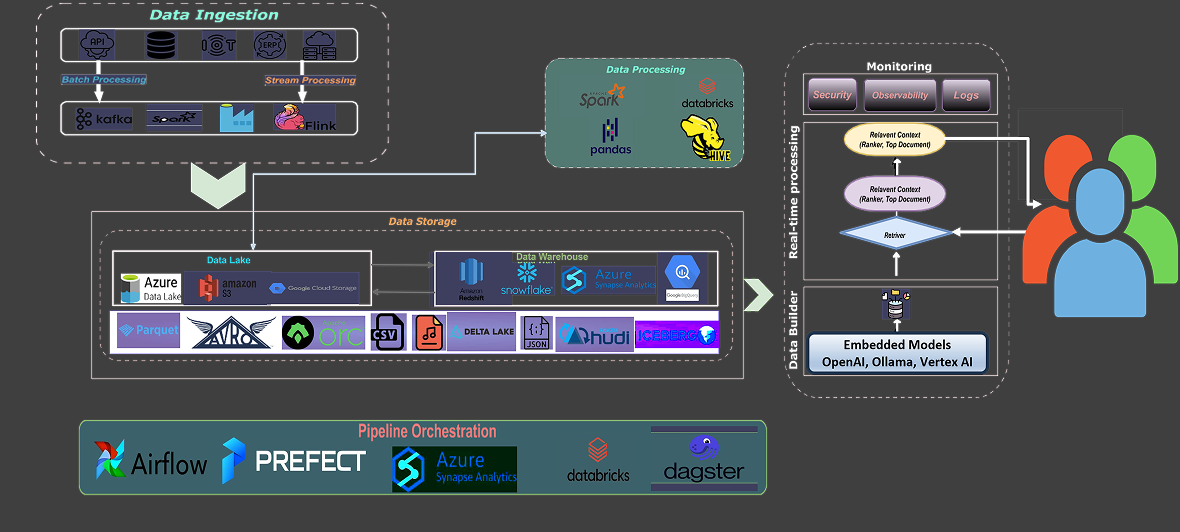 Data Ingestion
API
IOT
ERP
Batch Processing
Stream Processing
kafka
Spark
Flink
Data Processing
APACHE
Spark
databricks
pandas
HIVE
Monitoring
Security
Observability
Logs
Real-time processing
Relavent Context
(Ranker, Top Document)
Relavent Context
(Ranker, Top Document)
Retriver
Data Builder
Embedded Models
OpenAI, Ollama, Vertex AI
Data Storage
Data Lake
Azure
Data Lake
amazon
S3
Google Cloud Storage
Data Warehouse
Amazon
Redshift
snowflake
Azure
Synapse Analytics
Google BigQuery
Parquet
AVRO
orc
CSV
DELTA LAKE
JSON
hudi
ICEBERG
Pipeline Orchestration
Airflow
PREFECT
Azure
Synapse Analytics
databricks
dagster